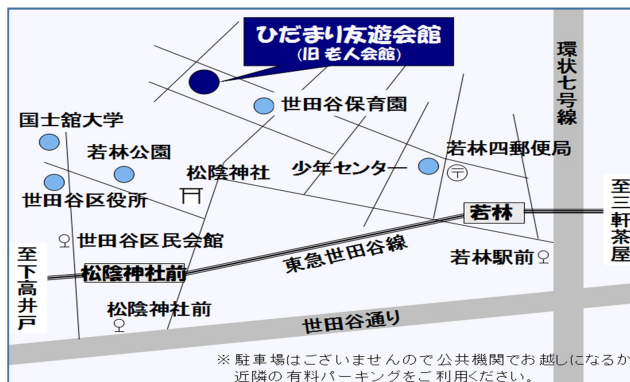 ひだまり友遊会館
(旧 老人会館)
環状七号線
世田谷保育園
国士舘大学
若林公園
松陰神社
少年センター
若林四郵便局
世田谷区役所
若林
至三軒茶屋
世田谷区民会館
東急世田谷線
若林駅前
至下高井戸
松陰神社前
松陰神社前
世田谷通り
※駐車場はございませんので公共機関でお越しになるか
近隣の有料パーキングをご利用ください。